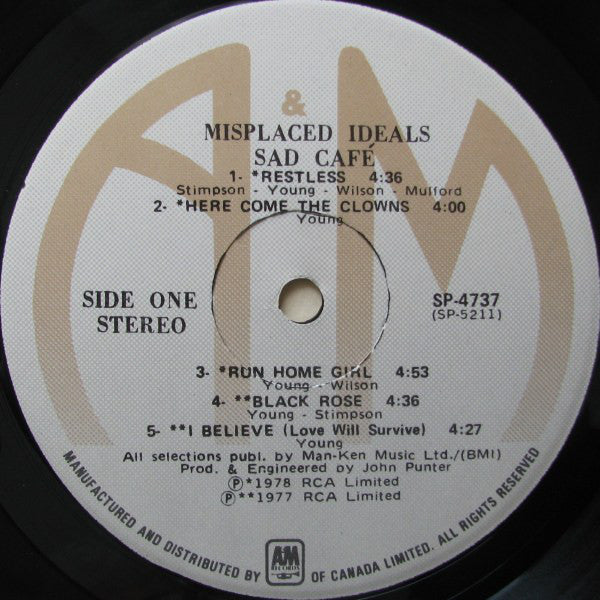 &
MISPLACED IDEALS
SAD CAFÉ
1- *RESTLESS 4:36
Stimpson - Young - Wilson - Mulford
2- *HERE COME THE CLOWNS 4:00
Young
SIDE ONE
STEREO
SP-4737
(SP-5211)
3- *RUN HOME GIRL 4:53
Young - Wilson
4- **BLACK ROSE 4:36
Young - Stimpson
5- **I BELIEVE (Love Will Survive) 4:27
Young
All selections publ. by Man-Ken Music Ltd./(BMI)
Prod. & Engineered by John Punter
Ⓟ*1978 RCA Limited
Ⓟ**1977 RCA Limited
MANUFACTURED AND DISTRIBUTED BY A&M RECORDS OF CANADA LIMITED. ALL RIGHTS RESERVED